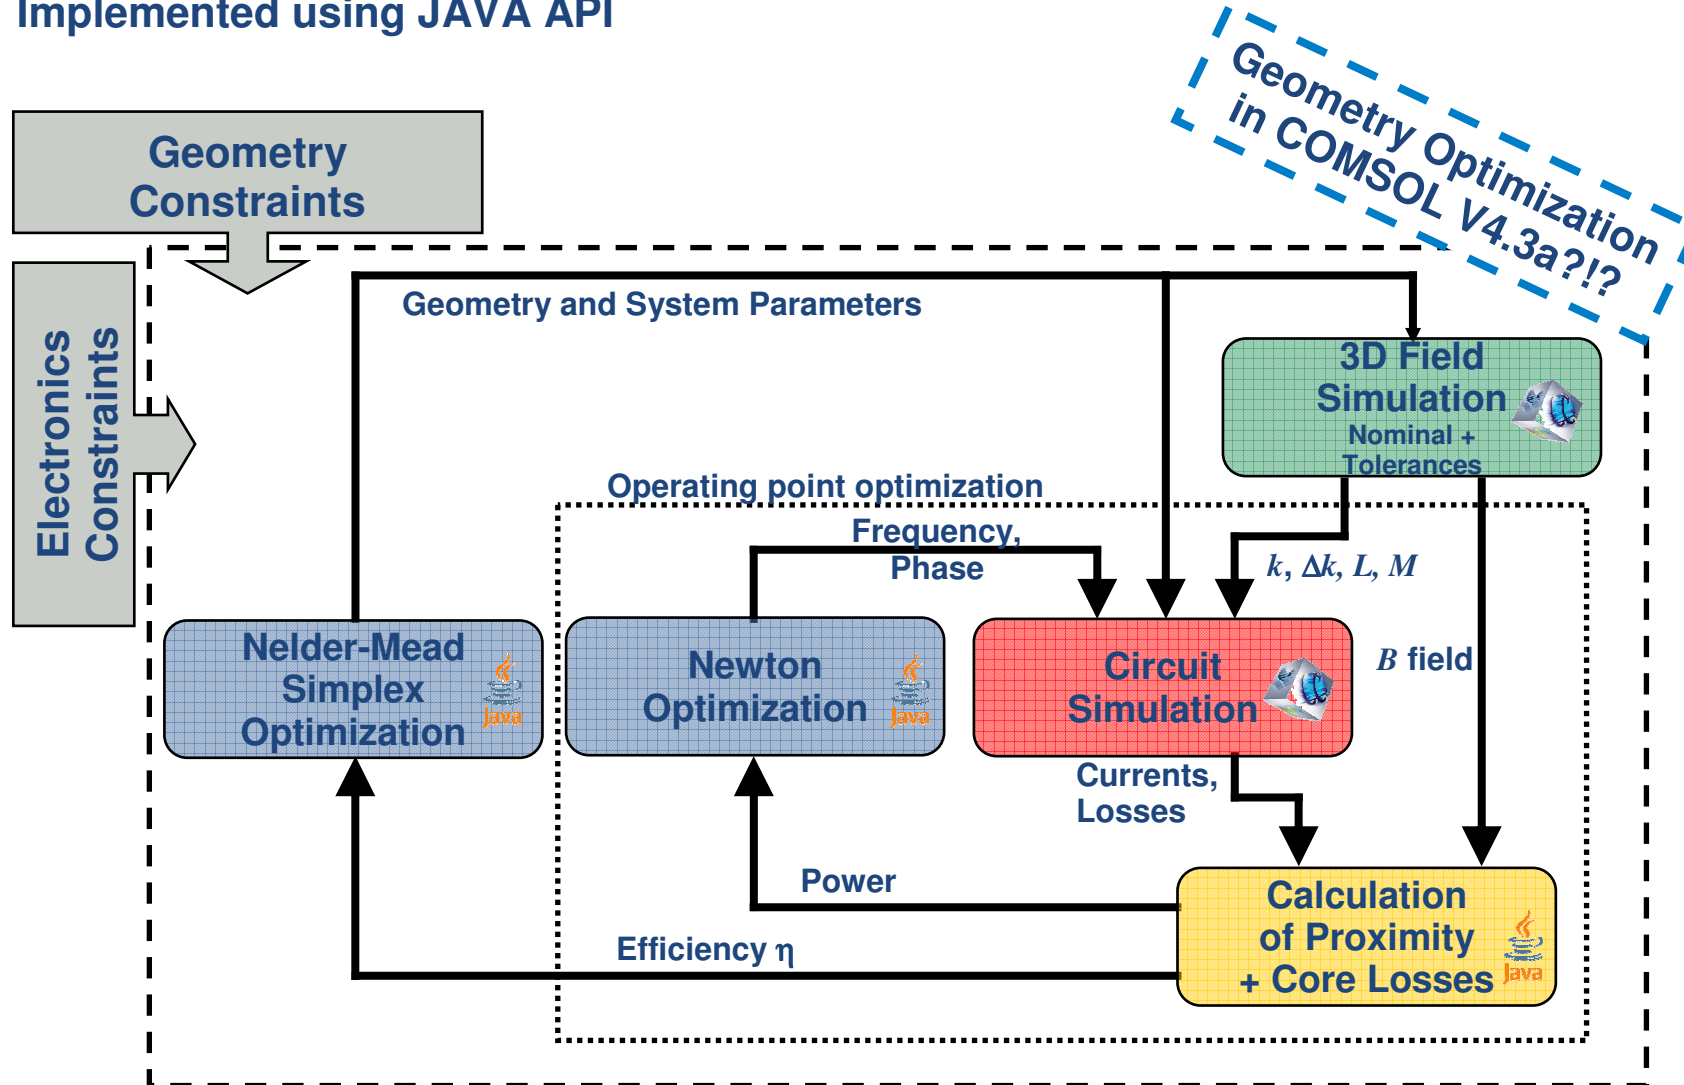 Implemented using JAVA API
Geometry Optimization
in COMSOL V4.3a?!?
Geometry
Constraints
Electronics
Constraints
Geometry and System Parameters
3D Field
Simulation
Nominal +
Tolerances
Operating point optimization
Frequency,
Phase
k, Δk, L, M
B field
Nelder-Mead
Simplex
Optimization
Java
Newton
Optimization
Java
Circuit
Simulation
Currents,
Losses
Power
Efficiency η
Calculation
of Proximity
+ Core Losses
Java